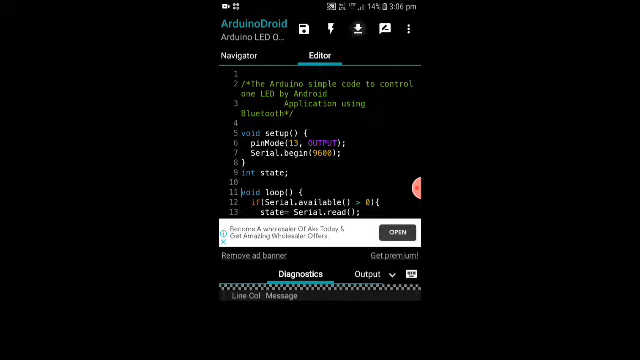 14% 3:06 pm
ArduinoDroid
Arduino LED O...
Navigator
Editor
1
2 /*The Arduino simple code to control
one LED by Android
3 Application using
Bluetooth*/
4
5 void setup() {
6 pinMode(13, OUTPUT);
7 Serial.begin(9600);
8 }
9 int state;
10
11 void loop() {
12 if(Serial.available() > 0){
13 state= Serial.read();
Become A wholesaler Of Aks Today &
Get Amazing Wholesaler Offers.
OPEN
Remove ad banner
Get premium!
Diagnostics
Output
Line Col Message